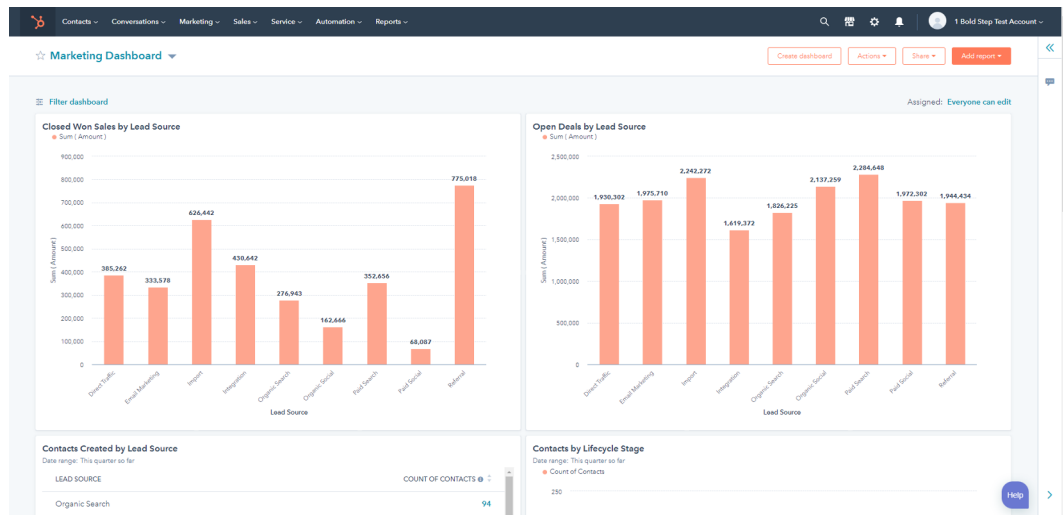 Contacts Conversations Marketing Sales Service Automation Reports 1 Bold Step Test Account
Marketing Dashboard Create dashboard Actions Share Add report
Filter dashboard Assigned: Everyone can edit
Closed Won Sales by Lead Source
Sum ( Amount )
900,000
800,000
700,000
600,000
500,000
400,000
300,000
200,000
100,000
0
Sum ( Amount )
385,262
333,578
626,442
430,642
276,943
162,666
352,656
68,087
775,018
Direct Traffic
Email Marketing
Import
Integration
Organic Search
Organic Social
Paid Search
Paid Social
Referral
Lead Source
Open Deals by Lead Source
Sum ( Amount )
2,500,000
2,000,000
1,500,000
1,000,000
500,000
0
Sum ( Amount )
1,930,302
1,975,710
2,242,272
1,619,372
1,826,225
2,137,259
2,284,648
1,972,302
1,944,434
Direct Traffic
Email Marketing
Import
Integration
Organic Search
Organic Social
Paid Search
Paid Social
Referral
Lead Source
Contacts Created by Lead Source
Date range: This quarter so far
LEAD SOURCE COUNT OF CONTACTS
Organic Search 94
Contacts by Lifecycle Stage
Date range: This quarter so far
Count of Contacts
250
Help